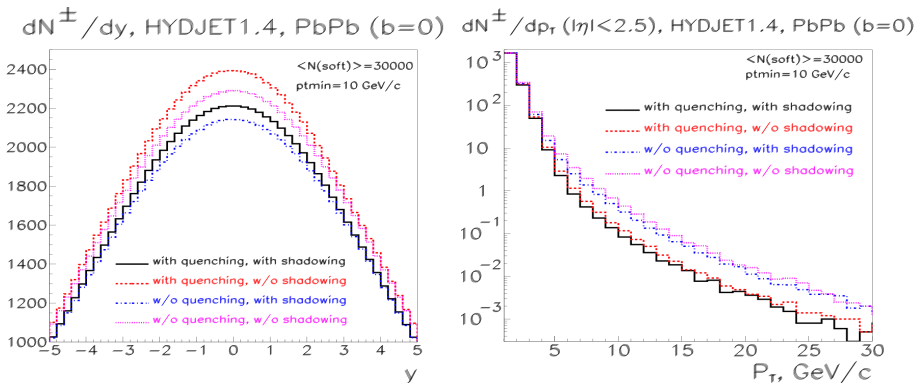 dN±/dy, HYDJET1.4, PbPb (b=0)
<N(soft)>=30000
ptmin=10 GeV/c
2400
2200
2000
1800
1600
1400
1200
1000
with quenching, with shadowing
with quenching, w/o shadowing
w/o quenching, with shadowing
w/o quenching, w/o shadowing
−5 −4 −3 −2 −1 0 1 2 3 4 5
y
dN±/dp_T (|η|<2.5), HYDJET1.4, PbPb (b=0)
<N(soft)>=30000
ptmin=10 GeV/c
10³
10²
10
1
10⁻¹
10⁻²
10⁻³
with quenching, with shadowing
with quenching, w/o shadowing
w/o quenching, with shadowing
w/o quenching, w/o shadowing
5 10 15 20 25 30
P_T, GeV/c